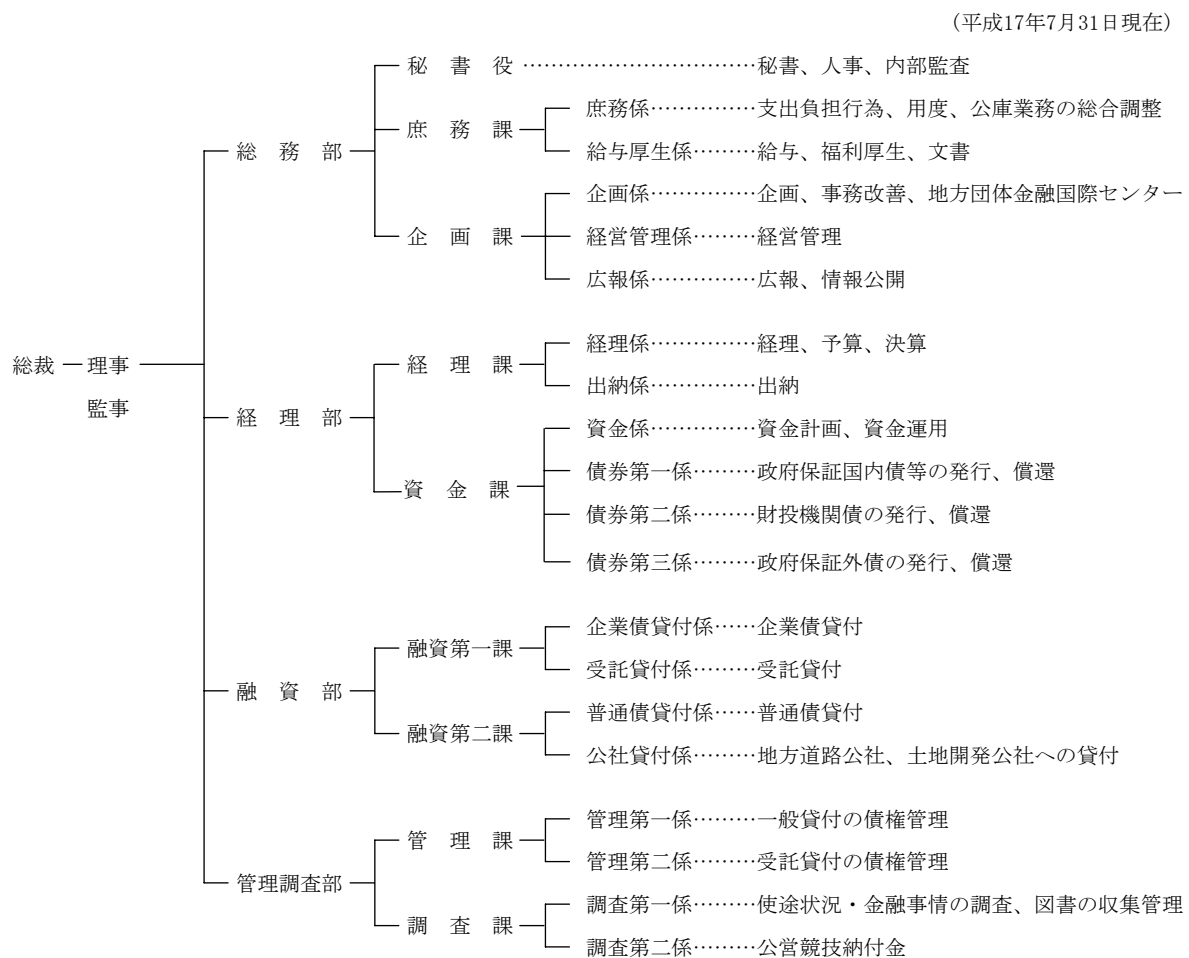 （平成17年7月31日現在）
秘書役……………………………秘書、人事、内部監査
庶務係……………支出負担行為、用度、公庫業務の総合調整
庶務課
総務部
給与厚生係………給与、福利厚生、文書
企画係……………企画、事務改善、地方団体金融国際センター
企画課
経営管理係………経営管理
広報係……………広報、情報公開
経理係……………経理、予算、決算
総裁 理事
経理課
出納係……………出納
監事
経理部
資金係……………資金計画、資金運用
債券第一係………政府保証国内債等の発行、償還
資金課
債券第二係………財投機関債の発行、償還
債券第三係………政府保証外債の発行、償還
企業債貸付係……企業債貸付
融資第一課
受託貸付係………受託貸付
融資部
普通債貸付係……普通債貸付
融資第二課
公社貸付係………地方道路公社、土地開発公社への貸付
管理第一係………一般貸付の債権管理
管理課
管理第二係………受託貸付の債権管理
管理調査部
調査第一係………使途状況・金融事情の調査、図書の収集管理
調査課
調査第二係………公営競技納付金